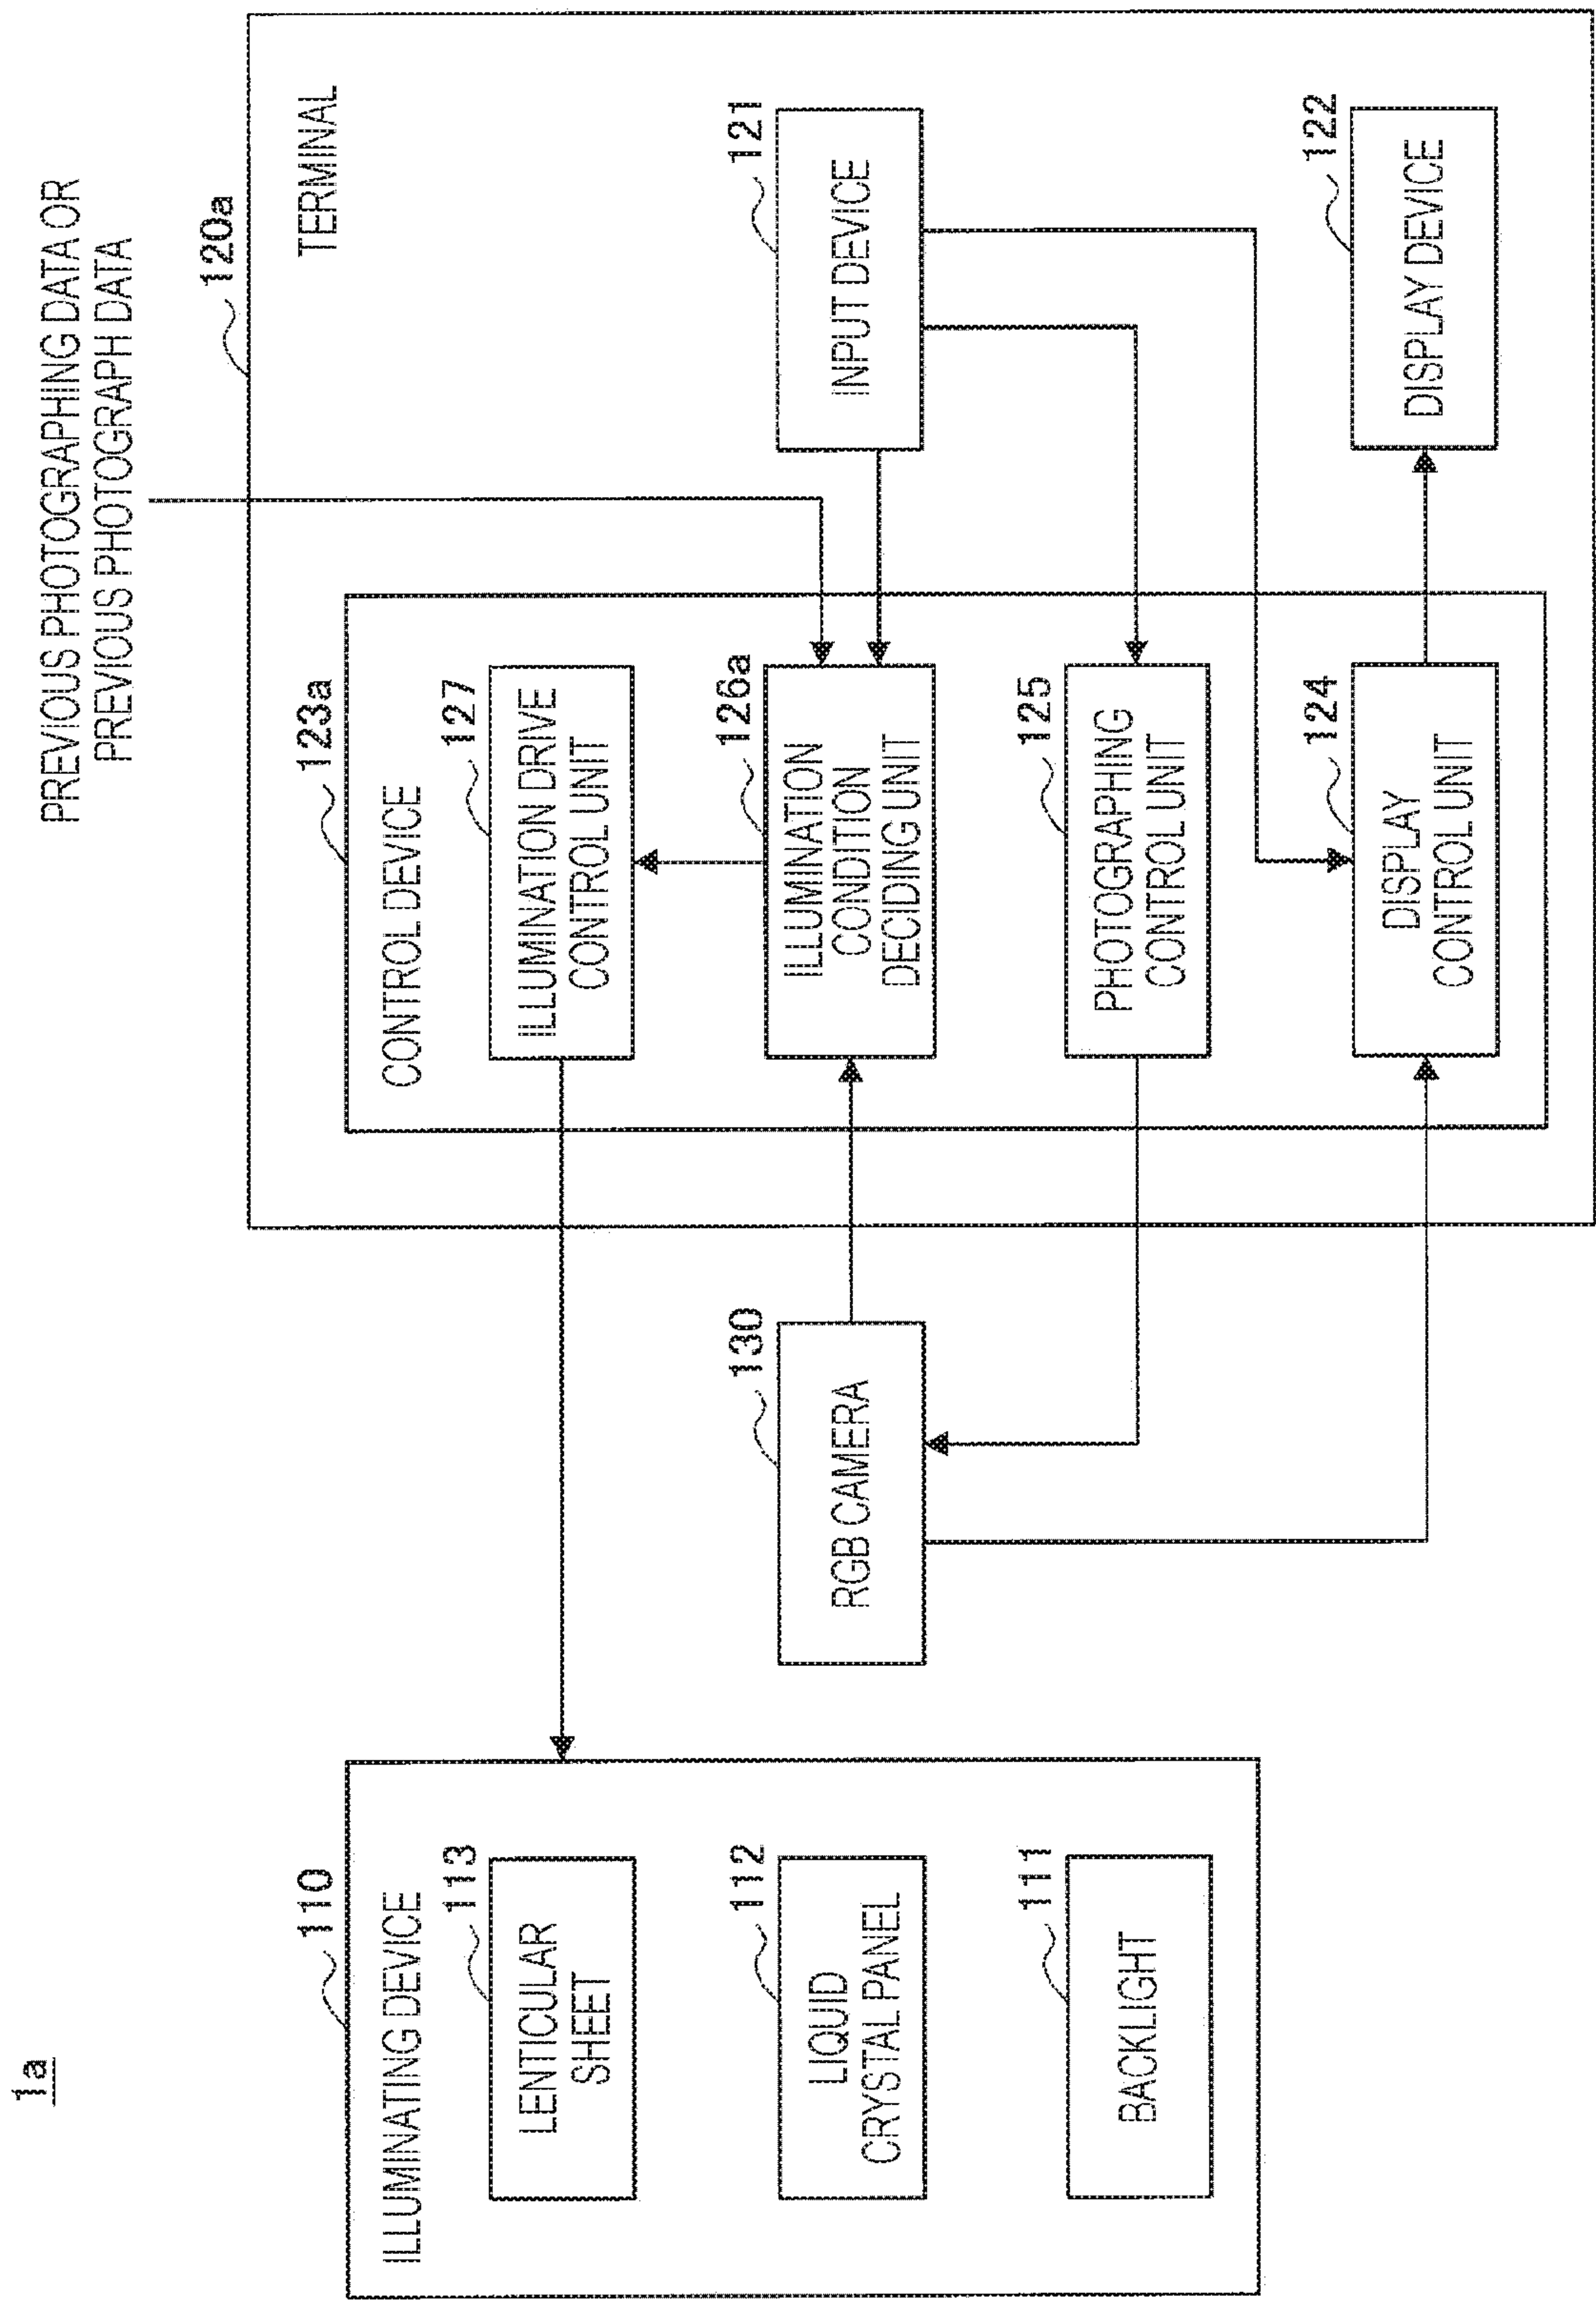 1a
PREVIOUS PHOTOGRAPHING DATA OR
PREVIOUS PHOTOGRAPH DATA
110
ILLUMINATING DEVICE
113
LENTICULAR
SHEET
112
LIQUID
CRYSTAL PANEL
111
BACKLIGHT
130
RGB CAMERA
120a
TERMINAL
123a
CONTROL DEVICE
127
ILLUMINATION DRIVE
CONTROL UNIT
126a
ILLUMINATION
CONDITION
DECIDING UNIT
125
PHOTOGRAPHING
CONTROL UNIT
124
DISPLAY
CONTROL UNIT
121
INPUT DEVICE
122
DISPLAY DEVICE